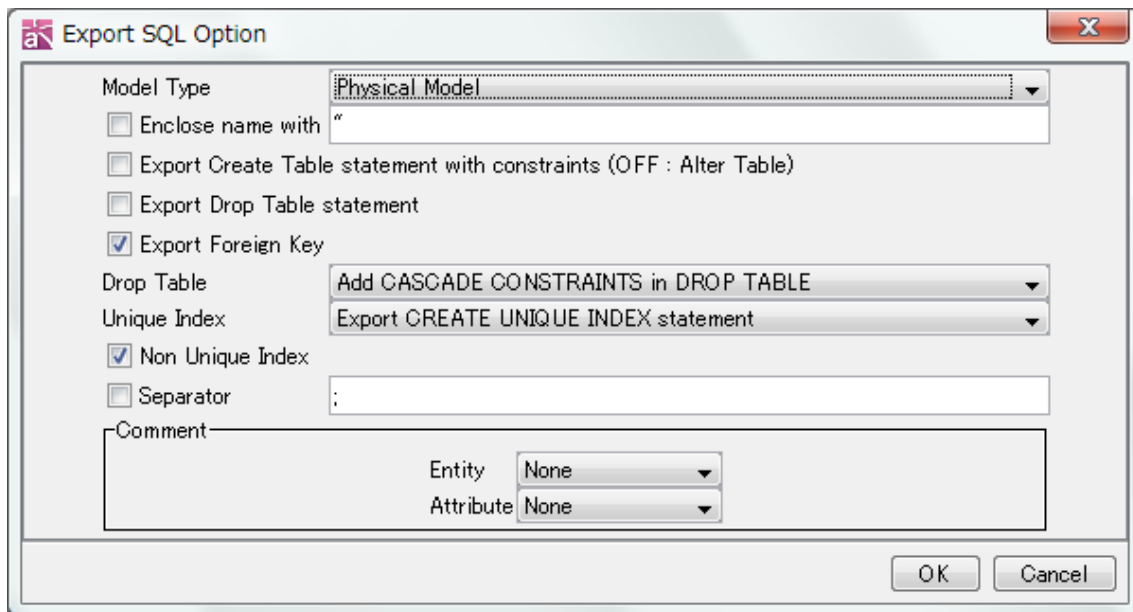 Export SQL Option
Model Type Physical Model
Enclose name with "
Export Create Table statement with constraints (OFF : Alter Table)
Export Drop Table statement
Export Foreign Key
Drop Table Add CASCADE CONSTRAINTS in DROP TABLE
Unique Index Export CREATE UNIQUE INDEX statement
Non Unique Index
Separator ;
Comment
Entity None
Attribute None
OK Cancel